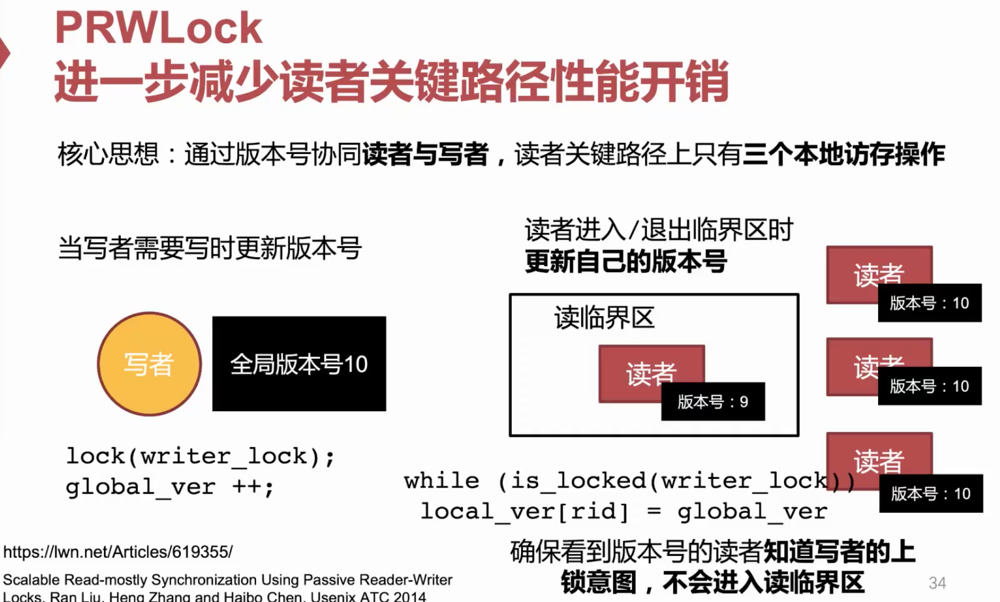 PRWLock
进一步减少读者关键路径性能开销
核心思想：通过版本号协同读者与写者，读者关键路径上只有三个本地访存操作
当写者需要写时更新版本号
读者进入/退出临界区时
更新自己的版本号
写者
全局版本号10
读临界区
读者
版本号：9
读者
版本号：10
读者
版本号：10
读者
版本号：10
lock(writer_lock);
global_ver ++;
while (is_locked(writer_lock))
local_ver[rid] = global_ver
确保看到版本号的读者知道写者的上
锁意图，不会进入读临界区
https://lwn.net/Articles/619355/
Scalable Read-mostly Synchronization Using Passive Reader-Writer
Locks. Ran Liu, Heng Zhang and Haibo Chen. Usenix ATC 2014
34